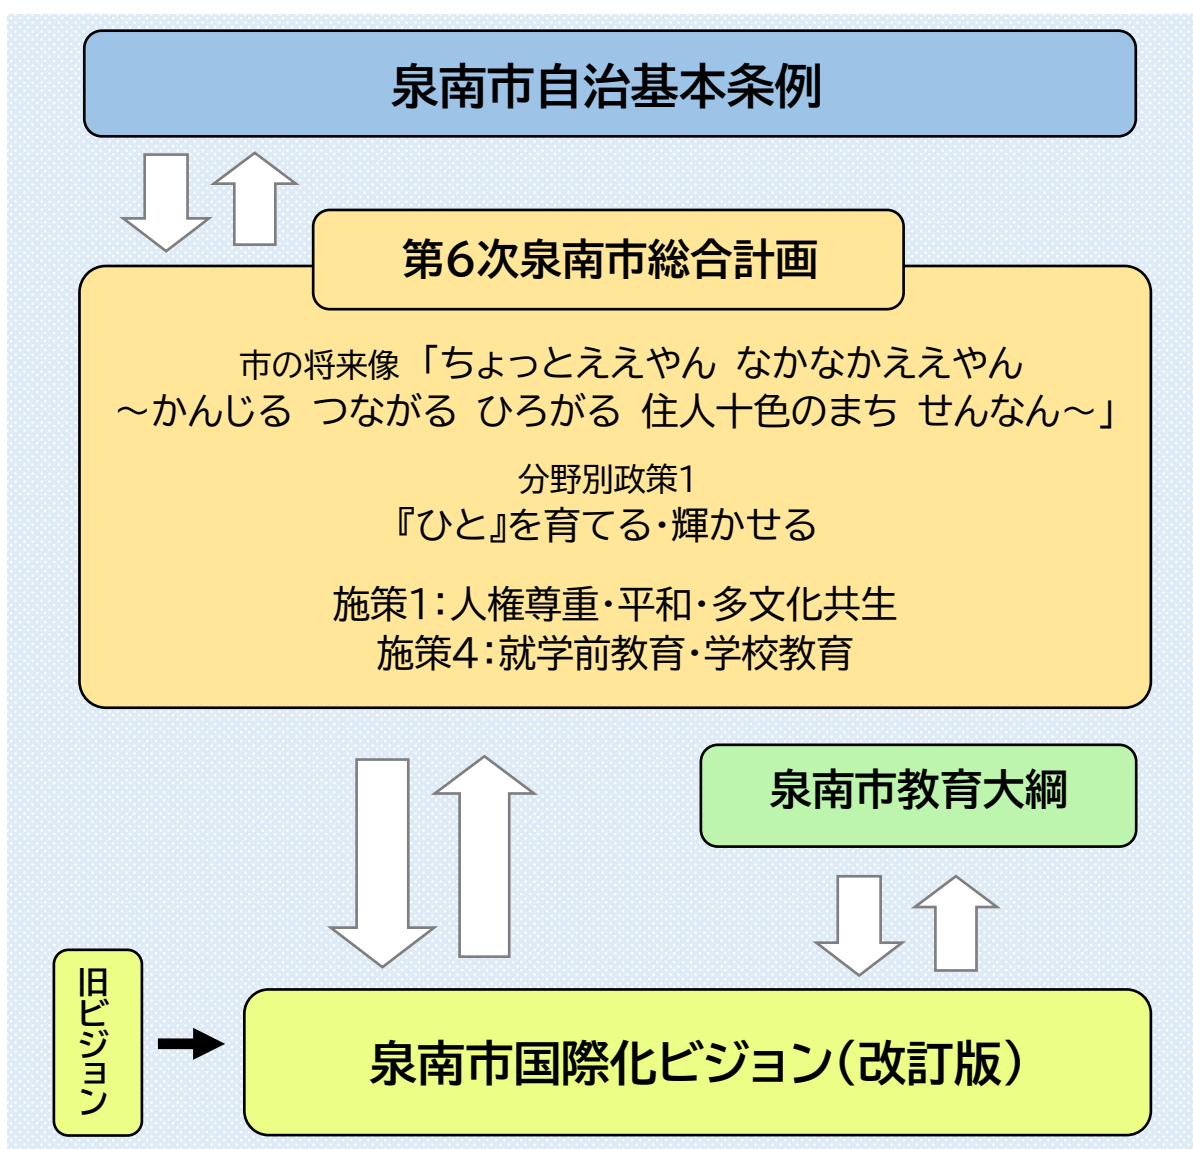 泉南市自治基本条例
第6次泉南市総合計画
市の将来像「ちょっとええやん なかなかええやん
～かんじる つながる ひろがる 住人十色のまち せんなん～」
分野別政策1
『ひと』を育てる・輝かせる
施策1：人権尊重・平和・多文化共生
施策4：就学前教育・学校教育
泉南市教育大綱
旧ビジョン
泉南市国際化ビジョン（改訂版）